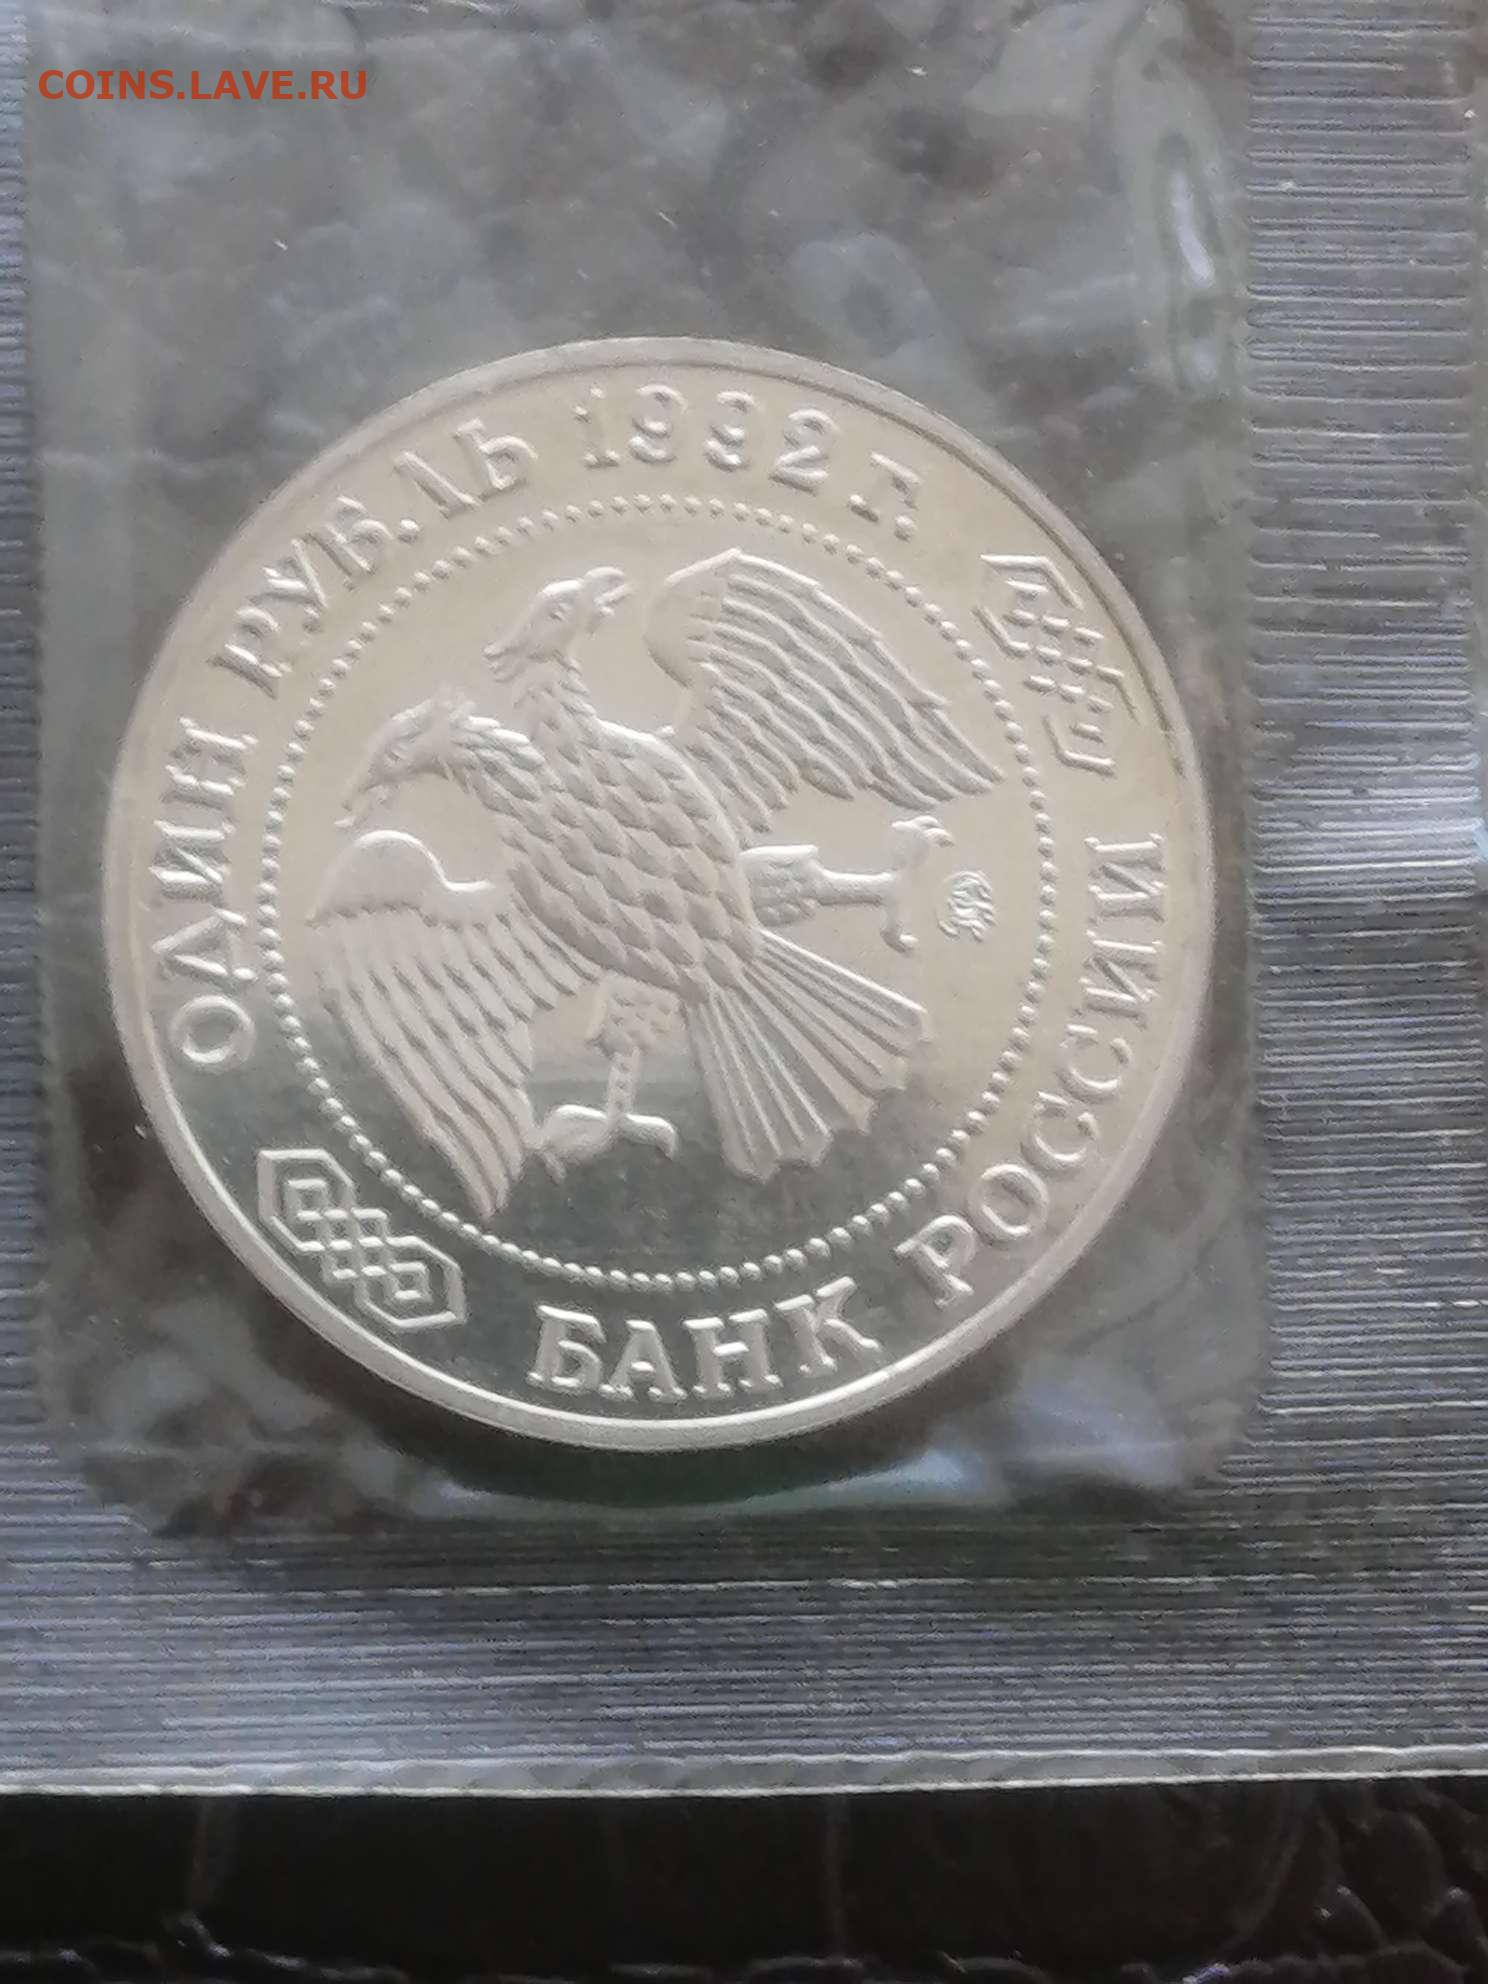 COINS.LAVE.RU
ОДИН РУБЛЬ 1992 г.
БАНК РОССИИ